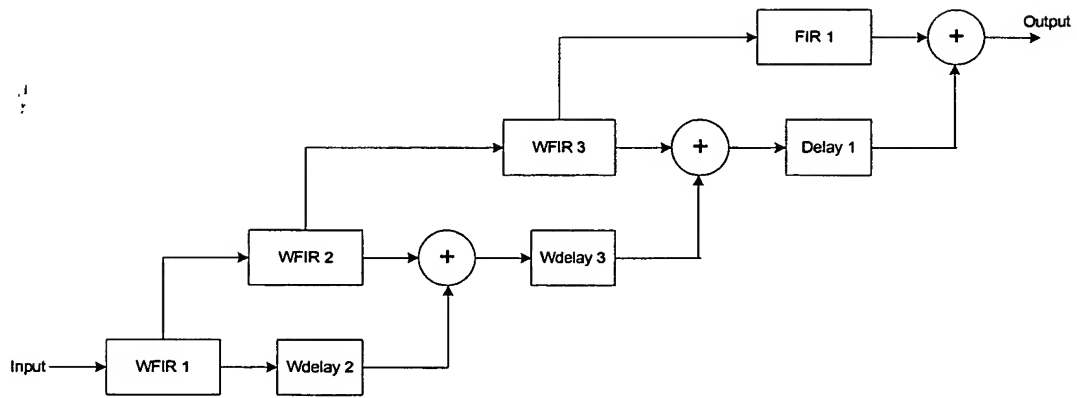 Output
FIR 1
+
WFIR 3
+
Delay 1
WFIR 2
+
Wdelay 3
Input
WFIR 1
Wdelay 2